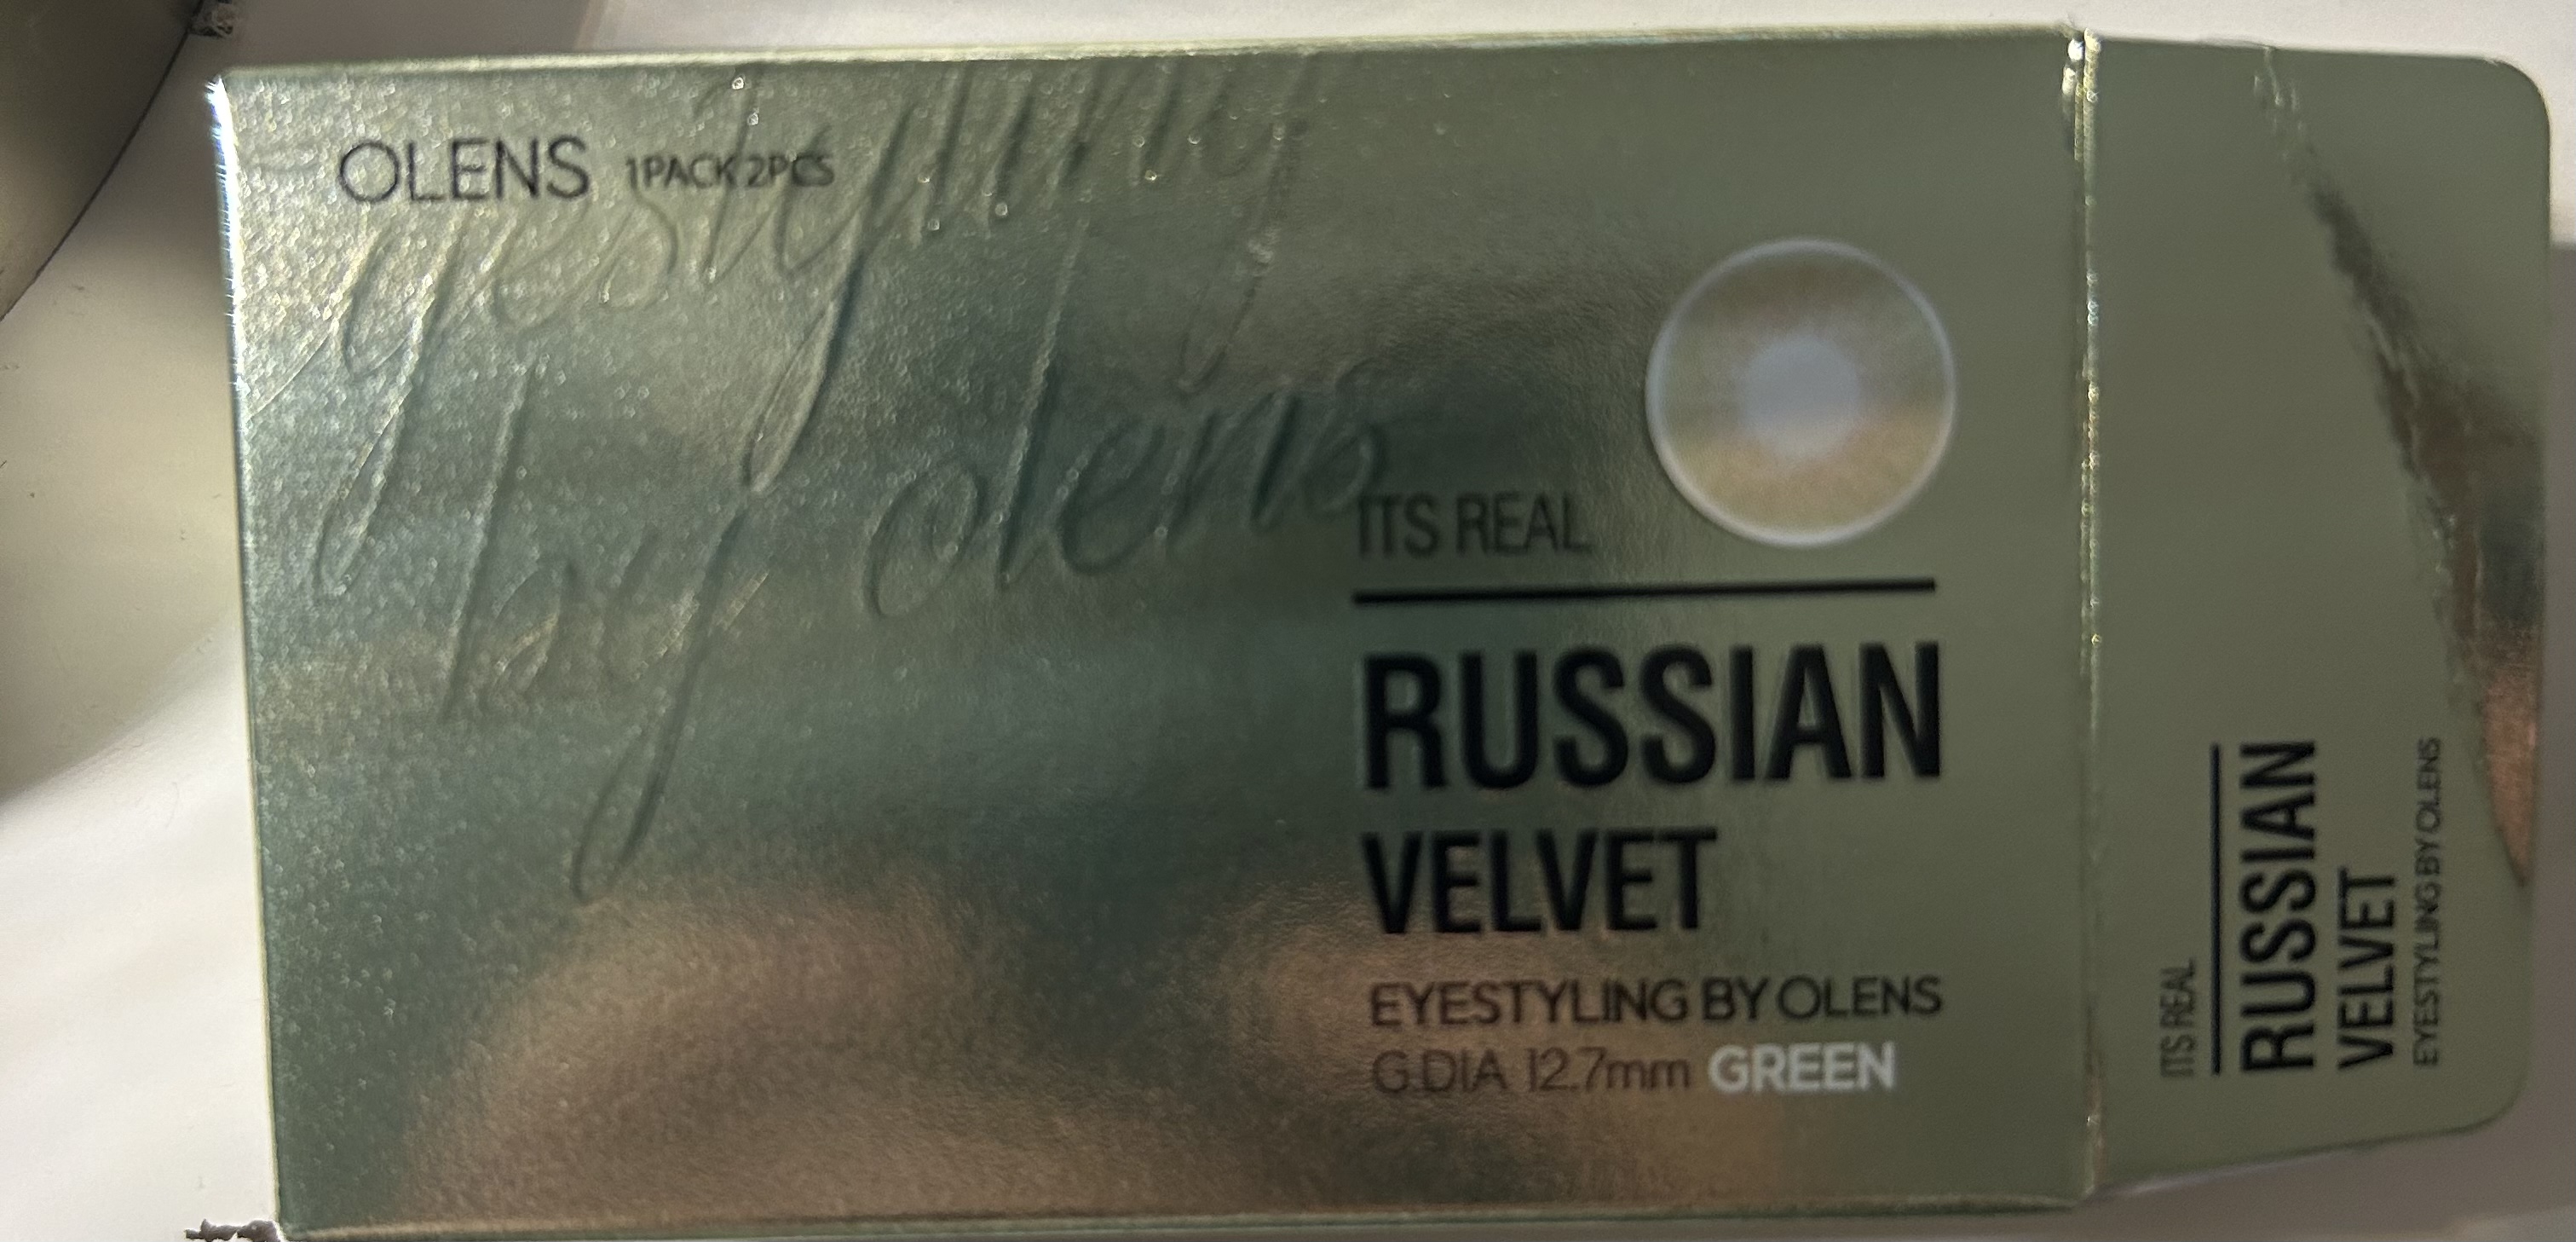 OLENS 1PACK 2PCS
eyestyling
by olens
ITS REAL
RUSSIAN
VELVET
EYESTYLING BY OLENS
G.DIA 12.7mm GREEN
ITS REAL
RUSSIAN
VELVET
EYESTYLING BY OLENS